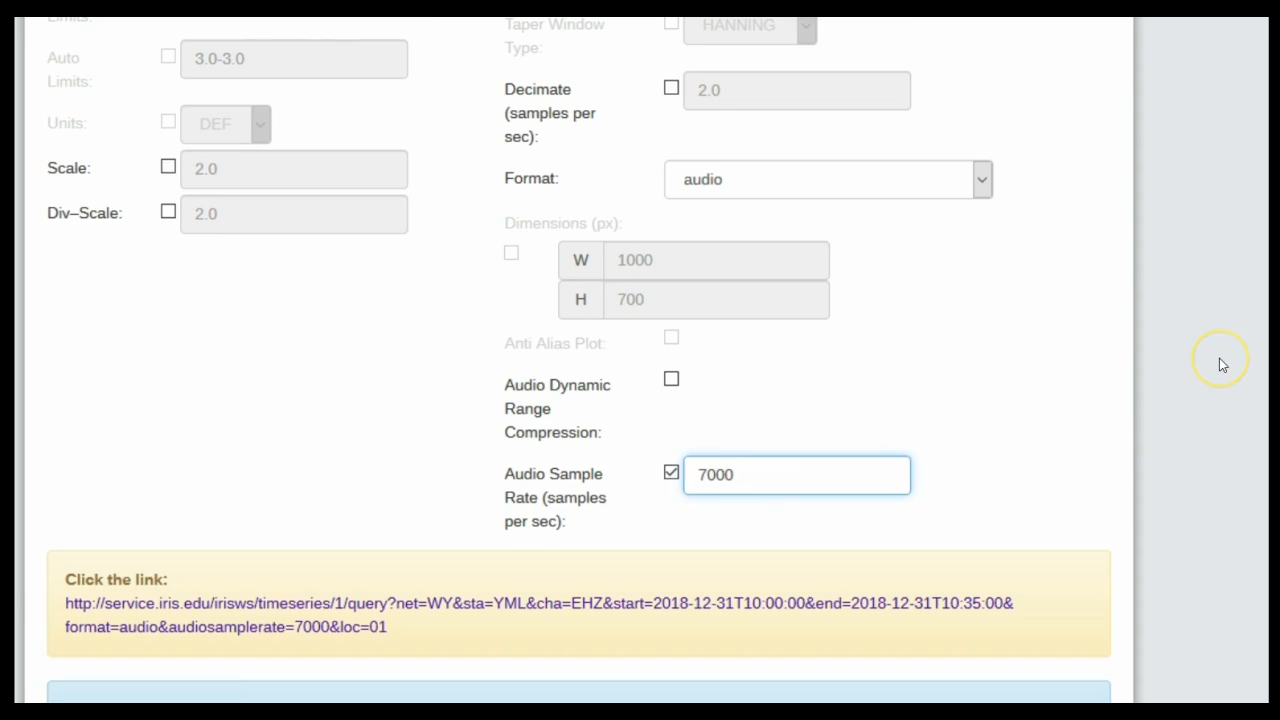 Limits:
Auto
Limits:
3.0-3.0
Units:
DEF
Scale:
2.0
Div–Scale:
2.0
Taper Window
Type:
HANNING
Decimate
(samples per
sec):
2.0
Format:
audio
Dimensions (px):
W
1000
H
700
Anti Alias Plot:
Audio Dynamic
Range
Compression:
Audio Sample
Rate (samples
per sec):
7000
Click the link:
http://service.iris.edu/irisws/timeseries/1/query?net=WY&sta=YML&cha=EHZ&start=2018-12-31T10:00:00&end=2018-12-31T10:35:00&
format=audio&audiosamplerate=7000&loc=01